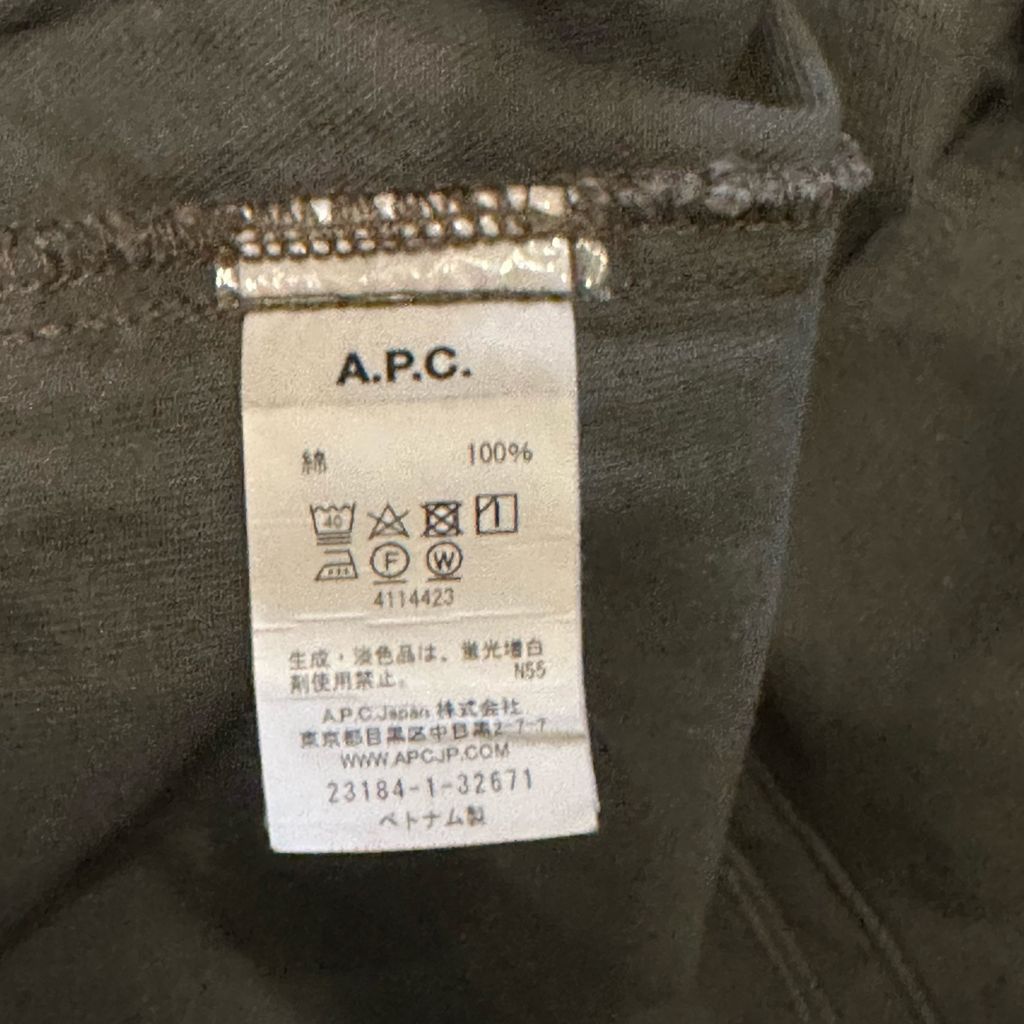 A.P.C.
綿 100%
40
F W
4114423
生成・淡色品は、蛍光増白
剤使用禁止。 N55
A.P.C.Japan 株式会社
東京都目黒区中目黒2-7-7
WWW.APCJP.COM
23184-1-32671
ベトナム製